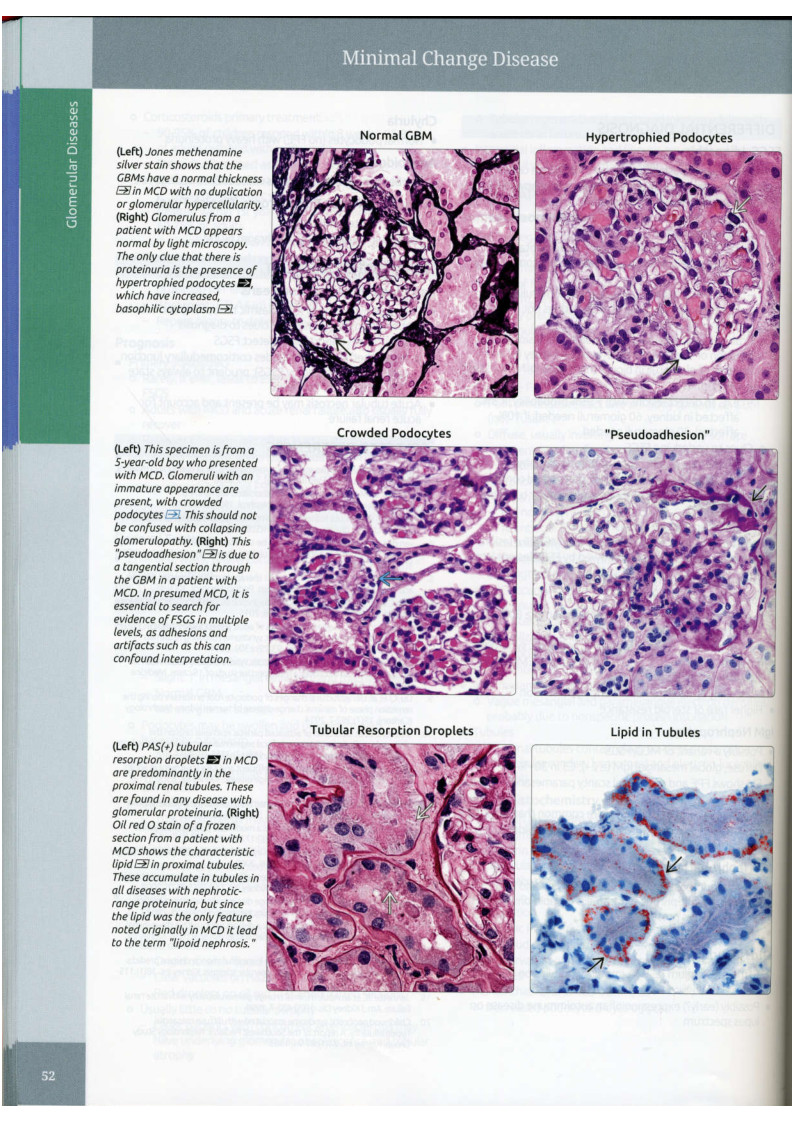 Minimal Change Disease
Glomerular Diseases
Normal GBM
Hypertrophied Podocytes
(Left) Jones methenamine
silver stain shows that the
GBMs have a normal thickness
in MCD with no duplication
or glomerular hypercellularity.
(Right) Glomerulus from a
patient with MCD appears
normal by light microscopy.
The only clue that there is
proteinuria is the presence of
hypertrophied podocytes ,
which have increased,
basophilic cytoplasm .
Crowded Podocytes
"Pseudoadhesion"
(Left) This specimen is from a
5-year-old boy who presented
with MCD. Glomeruli with an
immature appearance are
present, with crowded
podocytes . This should not
be confused with collapsing
glomerulopathy. (Right) This
"pseudoadhesion" is due to
a tangential section through
the GBM in a patient with
MCD. In presumed MCD, it is
essential to search for
evidence of FSGS in multiple
levels, as adhesions and
artifacts such as this can
confound interpretation.
Tubular Resorption Droplets
Lipid in Tubules
(Left) PAS(+) tubular
resorption droplets in MCD
are predominantly in the
proximal renal tubules. These
are found in any disease with
glomerular proteinuria. (Right)
Oil red O stain of a frozen
section from a patient with
MCD shows the characteristic
lipid in proximal tubules.
These accumulate in tubules in
all diseases with nephrotic-
range proteinuria, but since
the lipid was the only feature
noted originally in MCD it lead
to the term "lipoid nephrosis."
52